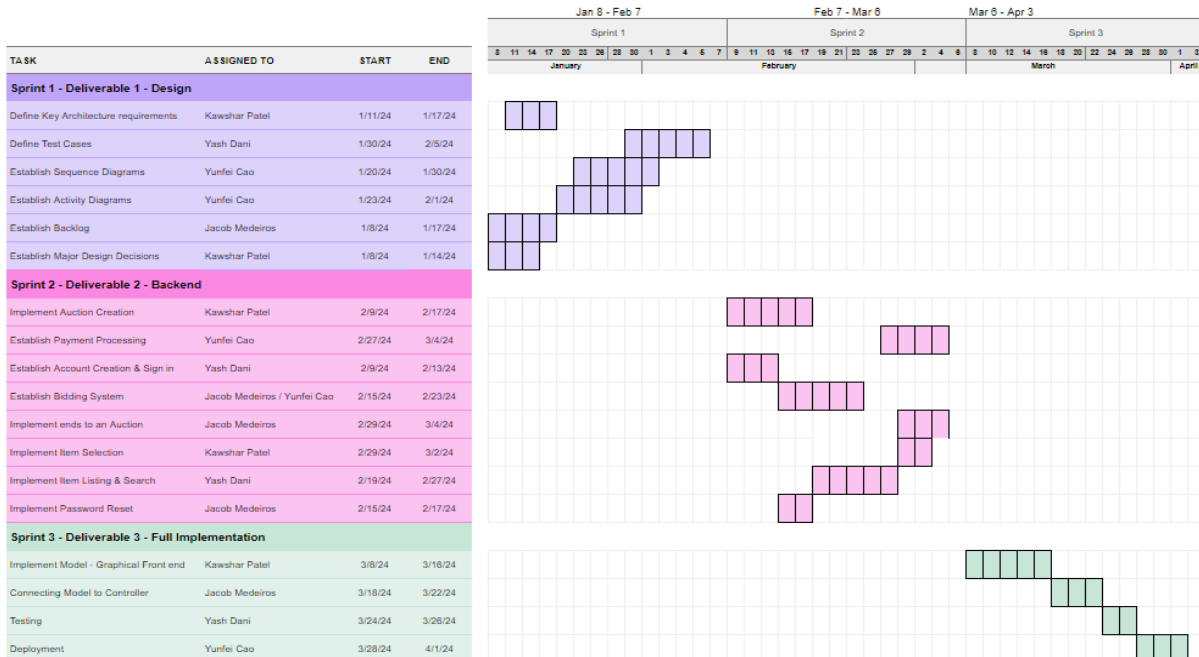 Jan 8 - Feb 7 Feb 7 - Mar 6 Mar 6 - Apr 3
Sprint 1 Sprint 2 Sprint 3
8 11 14 17 20 23 26 28 30 1 3 4 5 7 9 11 13 15 17 19 21 23 25 27 29 2 4 6 8 10 12 14 16 18 20 22 24 26 28 30 1 3
TASK ASSIGNED TO START END
January February March April
Sprint 1 - Deliverable 1 - Design
Define Key Architecture requirements Kawshar Patel 1/11/24 1/17/24
Define Test Cases Yash Dani 1/30/24 2/5/24
Establish Sequence Diagrams Yunfei Cao 1/20/24 1/30/24
Establish Activity Diagrams Yunfei Cao 1/23/24 2/1/24
Establish Backlog Jacob Medeiros 1/8/24 1/17/24
Establish Major Design Decisions Kawshar Patel 1/8/24 1/14/24
Sprint 2 - Deliverable 2 - Backend
Implement Auction Creation Kawshar Patel 2/9/24 2/17/24
Establish Payment Processing Yunfei Cao 2/27/24 3/4/24
Establish Account Creation & Sign in Yash Dani 2/9/24 2/13/24
Establish Bidding System Jacob Medeiros / Yunfei Cao 2/15/24 2/23/24
Implement ends to an Auction Jacob Medeiros 2/29/24 3/4/24
Implement Item Selection Kawshar Patel 2/29/24 3/2/24
Implement Item Listing & Search Yash Dani 2/19/24 2/27/24
Implement Password Reset Jacob Medeiros 2/15/24 2/17/24
Sprint 3 - Deliverable 3 - Full Implementation
Implement Model - Graphical Front end Kawshar Patel 3/8/24 3/16/24
Connecting Model to Controller Jacob Medeiros 3/18/24 3/22/24
Testing Yash Dani 3/24/24 3/26/24
Deployment Yunfei Cao 3/28/24 4/1/24